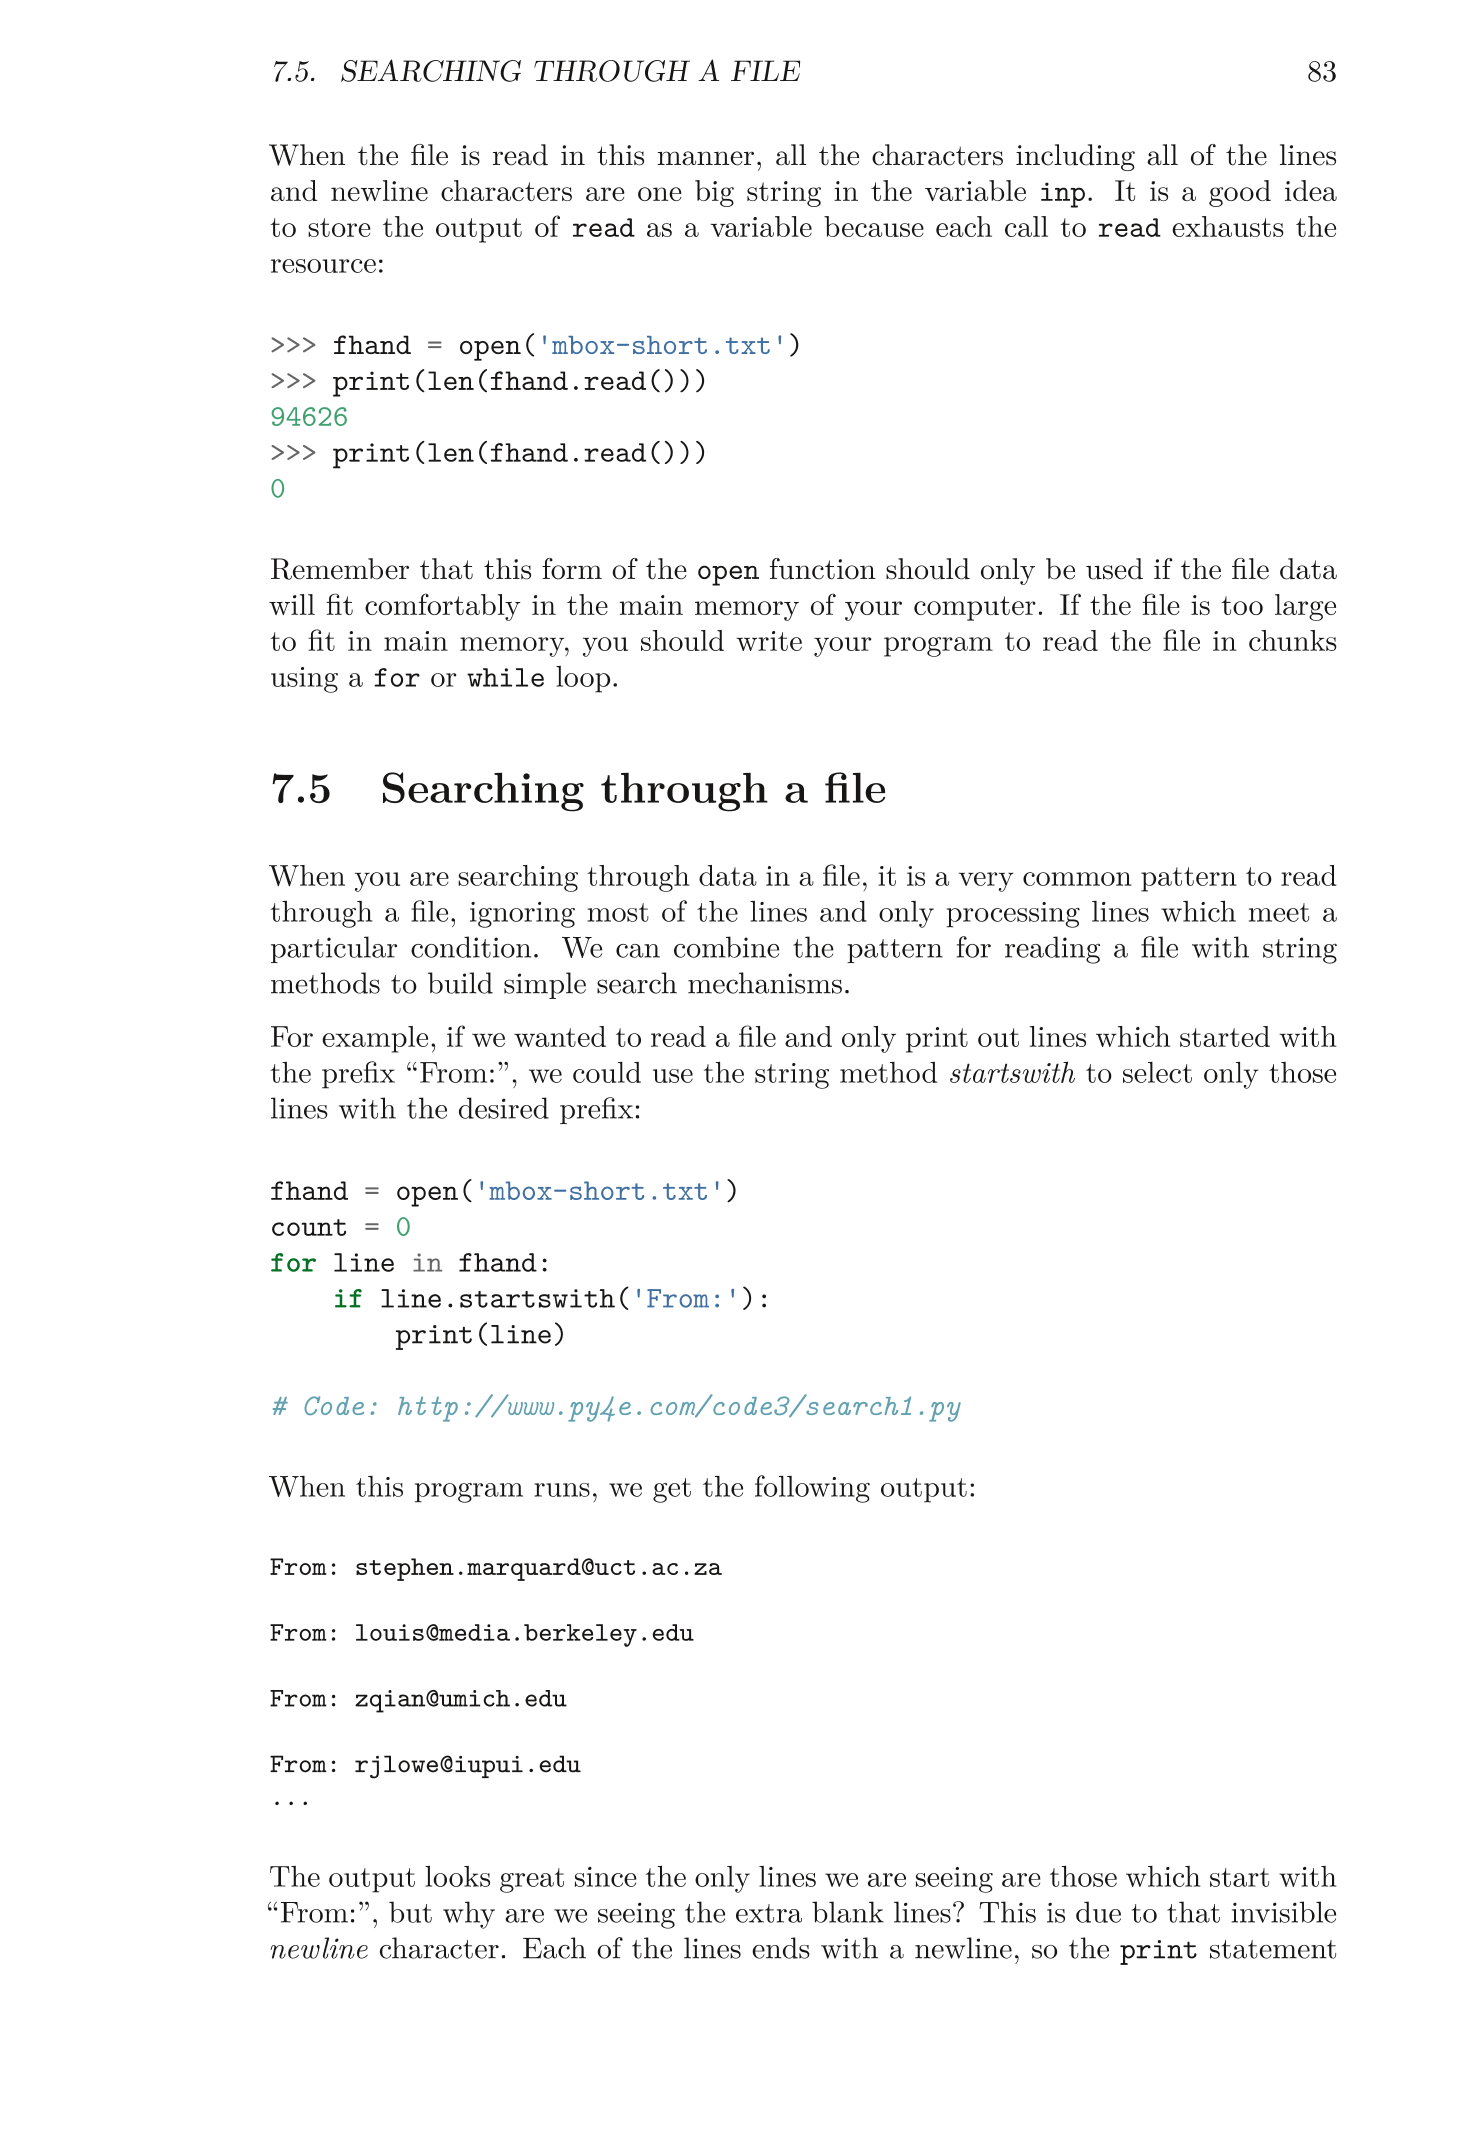 7.5. SEARCHING THROUGH A FILE 83
When the file is read in this manner, all the characters including all of the lines
and newline characters are one big string in the variable inp. It is a good idea
to store the output of read as a variable because each call to read exhausts the
resource:
>>> fhand = open('mbox-short.txt')
>>> print(len(fhand.read()))
94626
>>> print(len(fhand.read()))
0
Remember that this form of the open function should only be used if the file data
will fit comfortably in the main memory of your computer. If the file is too large
to fit in main memory, you should write your program to read the file in chunks
using a for or while loop.
7.5 Searching through a file
When you are searching through data in a file, it is a very common pattern to read
through a file, ignoring most of the lines and only processing lines which meet a
particular condition. We can combine the pattern for reading a file with string
methods to build simple search mechanisms.
For example, if we wanted to read a file and only print out lines which started with
the prefix “From:”, we could use the string method startswith to select only those
lines with the desired prefix:
fhand = open('mbox-short.txt')
count = 0
for line in fhand:
    if line.startswith('From:'):
        print(line)
# Code: http://www.py4e.com/code3/search1.py
When this program runs, we get the following output:
From: stephen.marquard@uct.ac.za
From: louis@media.berkeley.edu
From: zqian@umich.edu
From: rjlowe@iupui.edu
...
The output looks great since the only lines we are seeing are those which start with
“From:”, but why are we seeing the extra blank lines? This is due to that invisible
newline character. Each of the lines ends with a newline, so the print statement